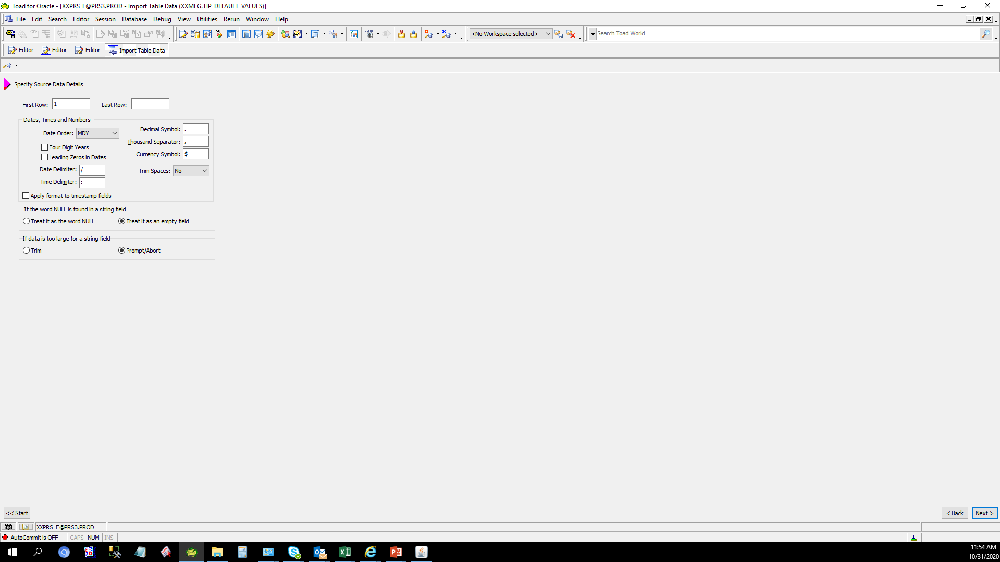 Toad for Oracle - [XXPRS_E@PRS3.PROD - Import Table Data (XXMFG.TIP_DEFAULT_VALUES)]
File Edit Search Editor Session Database Debug View Utilities Rerun Window Help
SQL
<No Workspace selected>
Search Toad World
Editor Editor Editor Import Table Data
Specify Source Data Details
First Row: 1 Last Row:
Dates, Times and Numbers
Date Order: MDY
Decimal Symbol: .
Thousand Separator: ,
Four Digit Years
Currency Symbol: $
Leading Zeros in Dates
Date Delimiter: /
Trim Spaces: No
Time Delimiter: :
Apply format to timestamp fields
If the word NULL is found in a string field
Treat it as the word NULL Treat it as an empty field
If data is too large for a string field
Trim Prompt/Abort
<< Start < Back Next >
XXPRS_E@PRS3.PROD
AutoCommit is OFF CAPS NUM INS
11:54 AM
10/31/2020